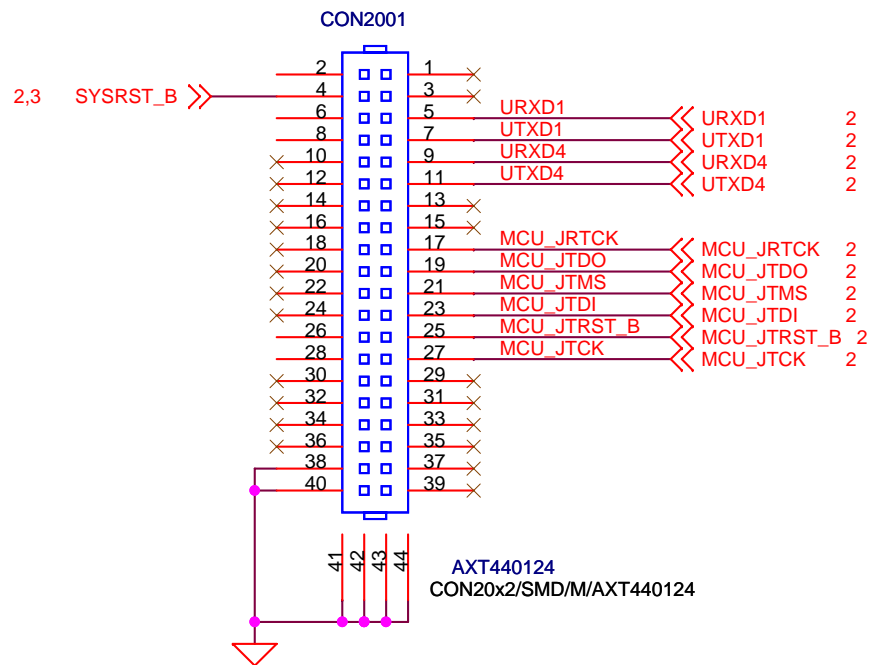 CON2001
2 1
2,3 SYSRST_B 4 3
6 5 URXD1 URXD1 2
8 7 UTXD1 UTXD1 2
10 9 URXD4 URXD4 2
12 11 UTXD4 UTXD4 2
14 13
16 15
18 17 MCU_JRTCK MCU_JRTCK 2
20 19 MCU_JTDO MCU_JTDO 2
22 21 MCU_JTMS MCU_JTMS 2
24 23 MCU_JTDI MCU_JTDI 2
26 25 MCU_JTRST_B MCU_JTRST_B 2
28 27 MCU_JTCK MCU_JTCK 2
30 29
32 31
34 33
36 35
38 37
40 39
41 42 43 44
AXT440124
CON20x2/SMD/M/AXT440124